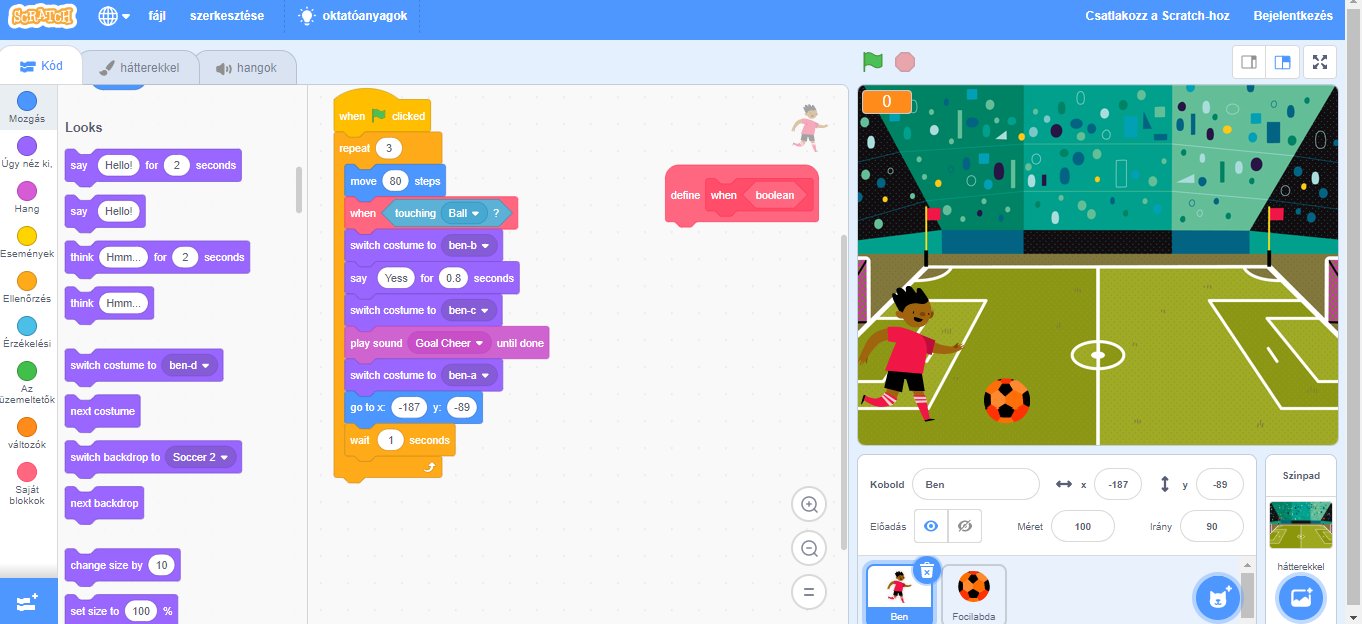 SCRATCH
fájl
szerkesztése
oktatóanyagok
Csatlakozz a Scratch-hoz
Bejelentkezés
Kód
hátterekkel
hangok
Mozgás
Úgy néz ki,
Hang
Események
Ellenőrzés
Érzékelési
Az
üzemeltetők
változók
Saját
blokkok
Looks
say Hello! for 2 seconds
say Hello!
think Hmm... for 2 seconds
think Hmm...
switch costume to ben-d
next costume
switch backdrop to Soccer 2
next backdrop
change size by 10
set size to 100 %
when clicked
repeat 3
move 80 steps
when touching Ball ?
switch costume to ben-b
say Yess for 0.8 seconds
switch costume to ben-c
play sound Goal Cheer until done
switch costume to ben-a
go to x: -187 y: -89
wait 1 seconds
define when boolean
0
Kobold Ben x -187 y -89
Előadás Méret 100 Irány 90
Ben
Focilabda
Színpad
hátterekkel